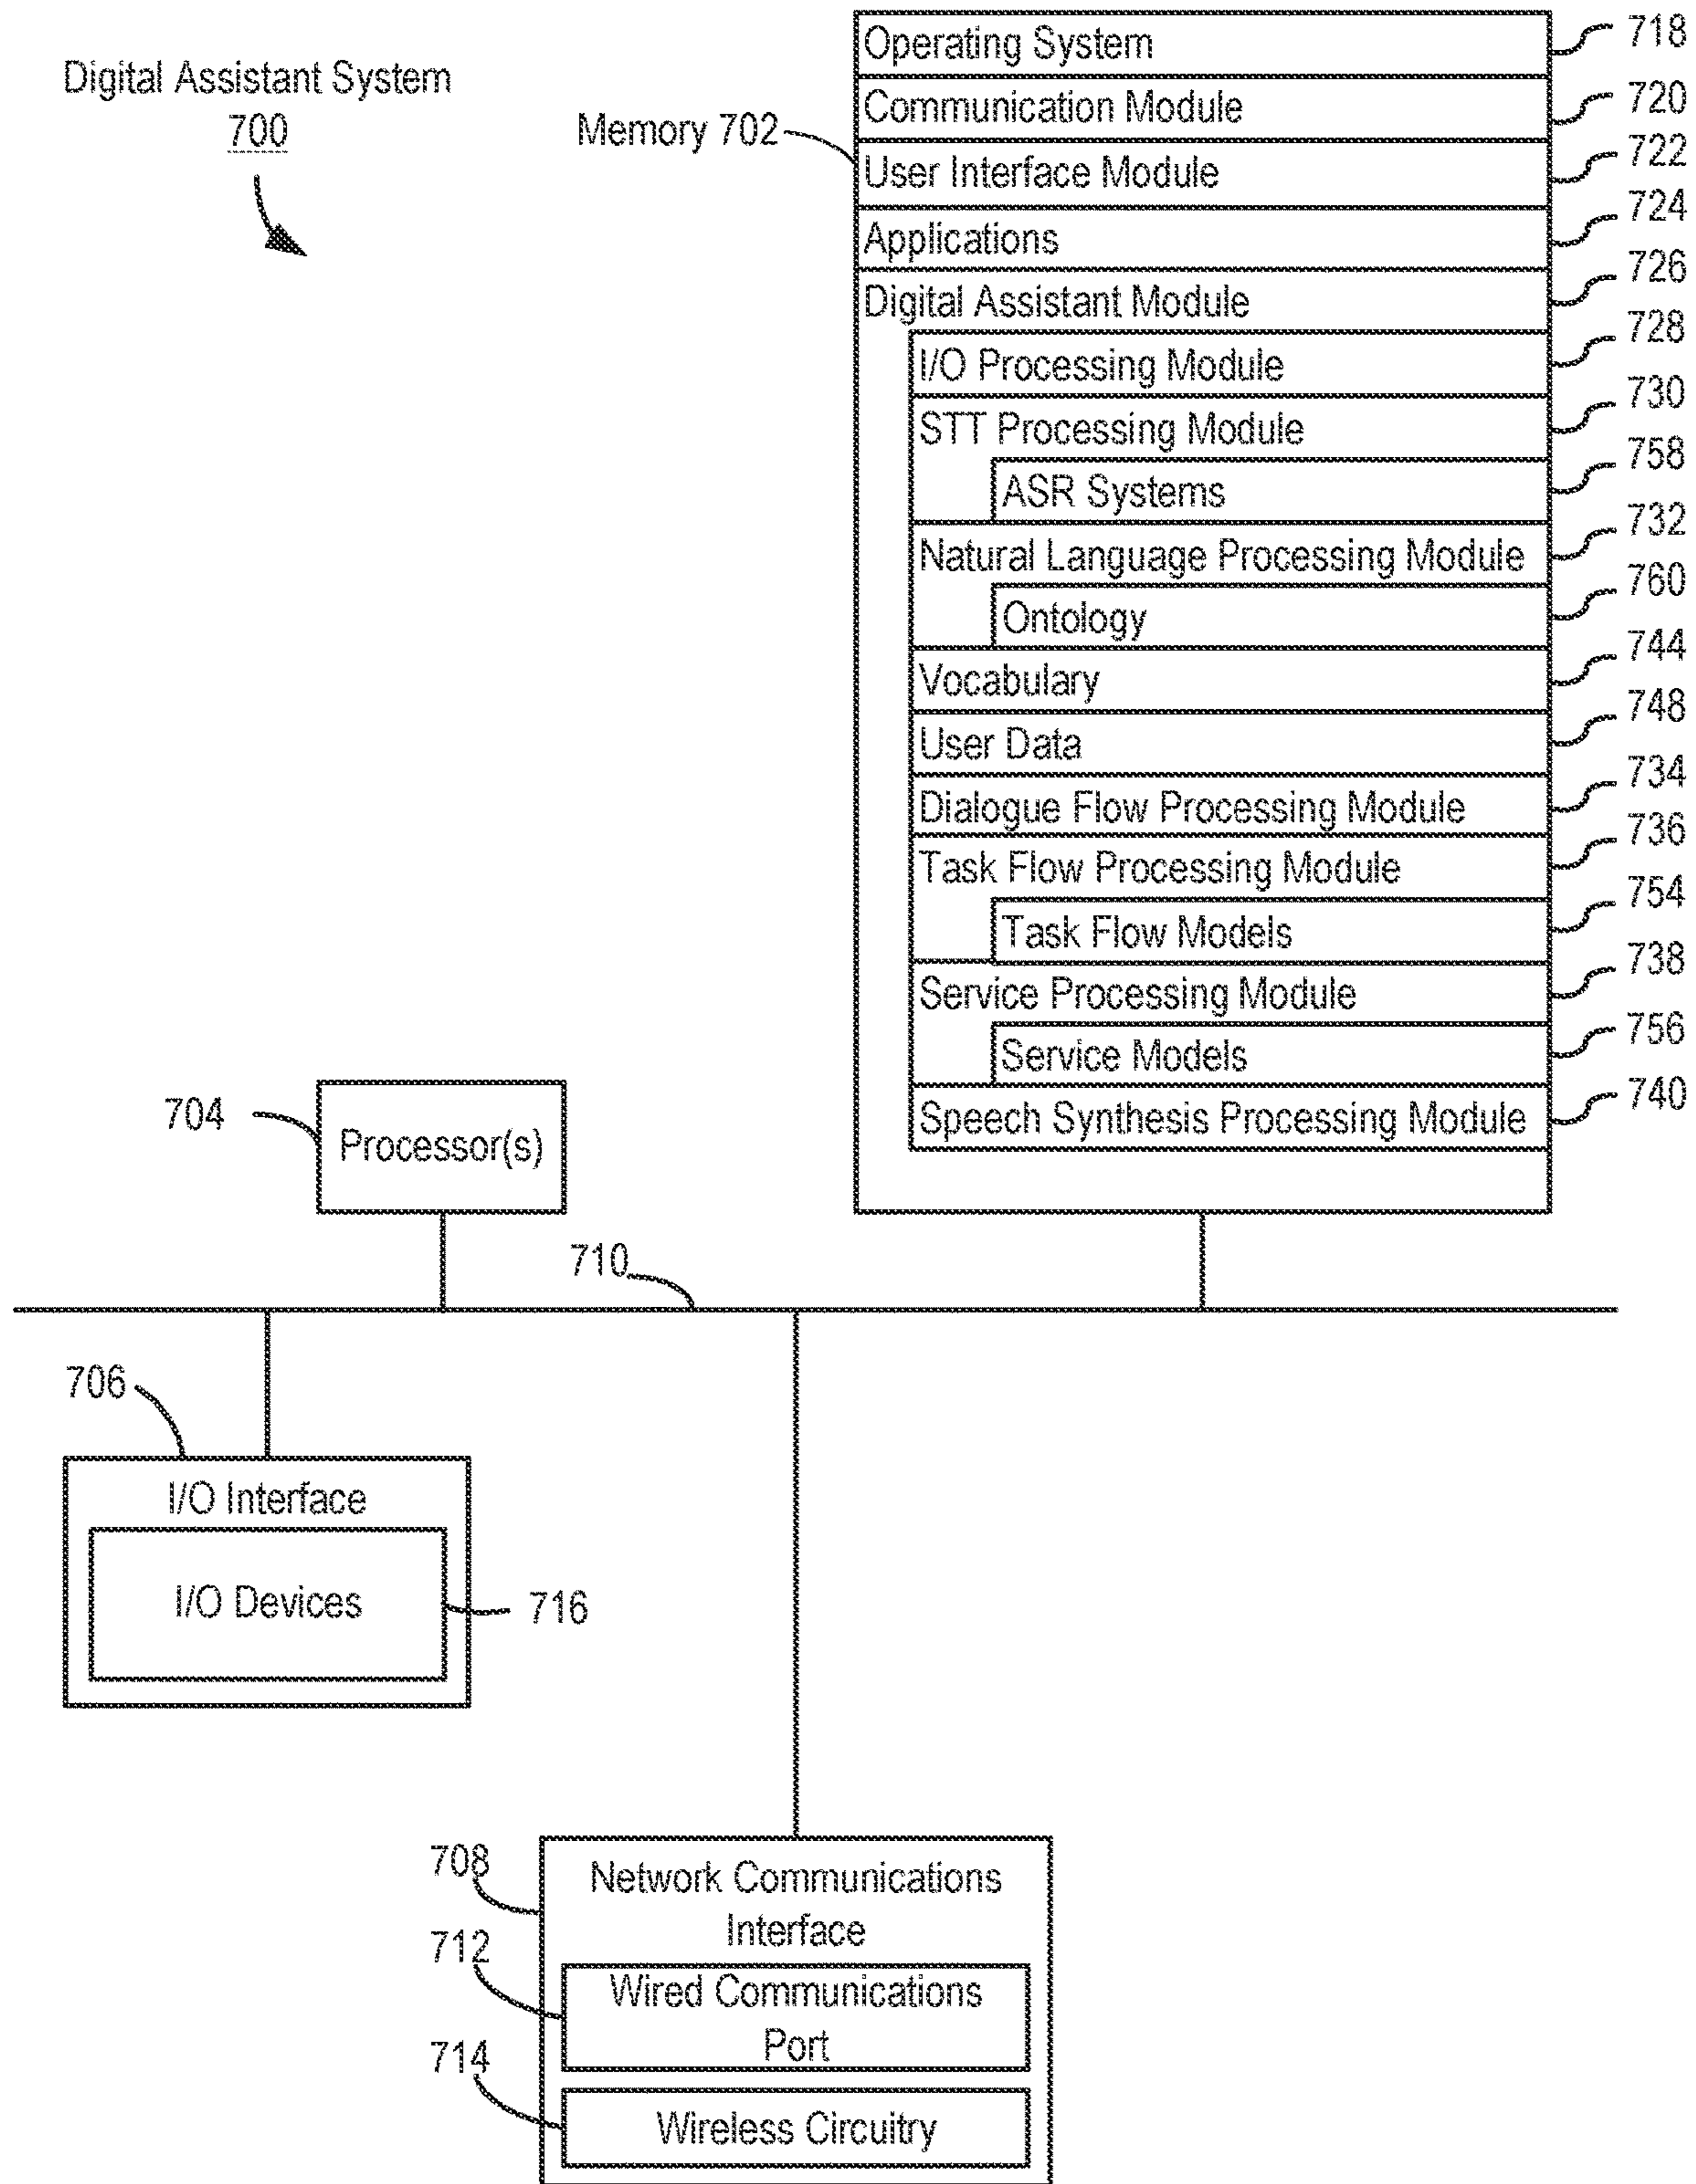 Digital Assistant System
700
Memory 702
Operating System 718
Communication Module 720
User Interface Module 722
Applications 724
Digital Assistant Module 726
I/O Processing Module 728
STT Processing Module 730
ASR Systems 758
Natural Language Processing Module 732
Ontology 760
Vocabulary 744
User Data 748
Dialogue Flow Processing Module 734
Task Flow Processing Module 736
Task Flow Models 754
Service Processing Module 738
Service Models 756
Speech Synthesis Processing Module 740
704
Processor(s)
710
706
I/O Interface
I/O Devices
716
708
Network Communications
Interface
712
Wired Communications
Port
714
Wireless Circuitry